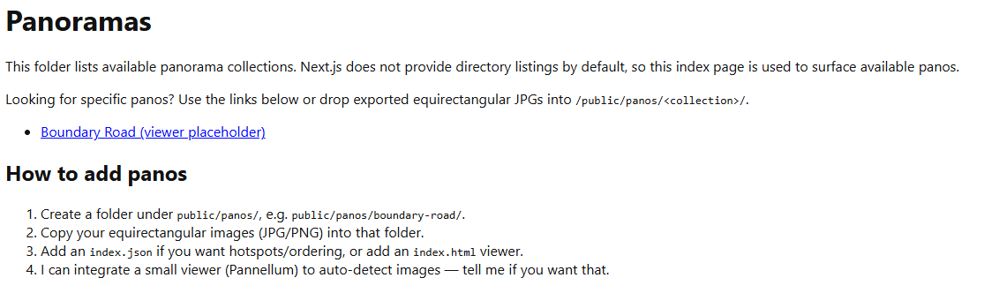 Panoramas
This folder lists available panorama collections. Next.js does not provide directory listings by default, so this index page is used to surface available panos.
Looking for specific panos? Use the links below or drop exported equirectangular JPGs into /public/panos/<collection>/.
• Boundary Road (viewer placeholder)
How to add panos
1. Create a folder under public/panos/, e.g. public/panos/boundary-road/.
2. Copy your equirectangular images (JPG/PNG) into that folder.
3. Add an index.json if you want hotspots/ordering, or add an index.html viewer.
4. I can integrate a small viewer (Pannellum) to auto-detect images — tell me if you want that.